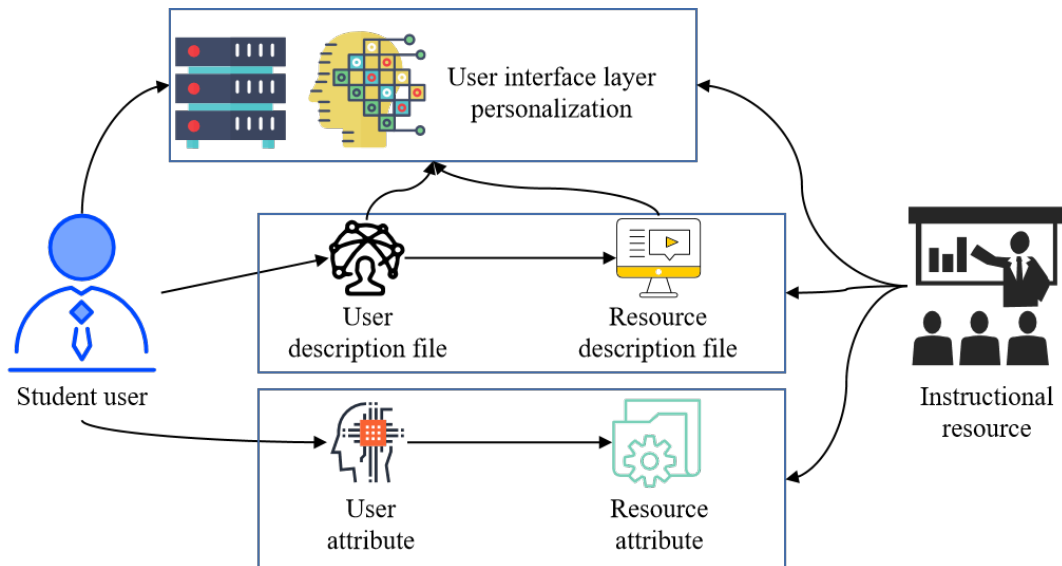 User interface layer
personalization
User
description file
Resource
description file
Student user
Instructional
resource
User
attribute
Resource
attribute